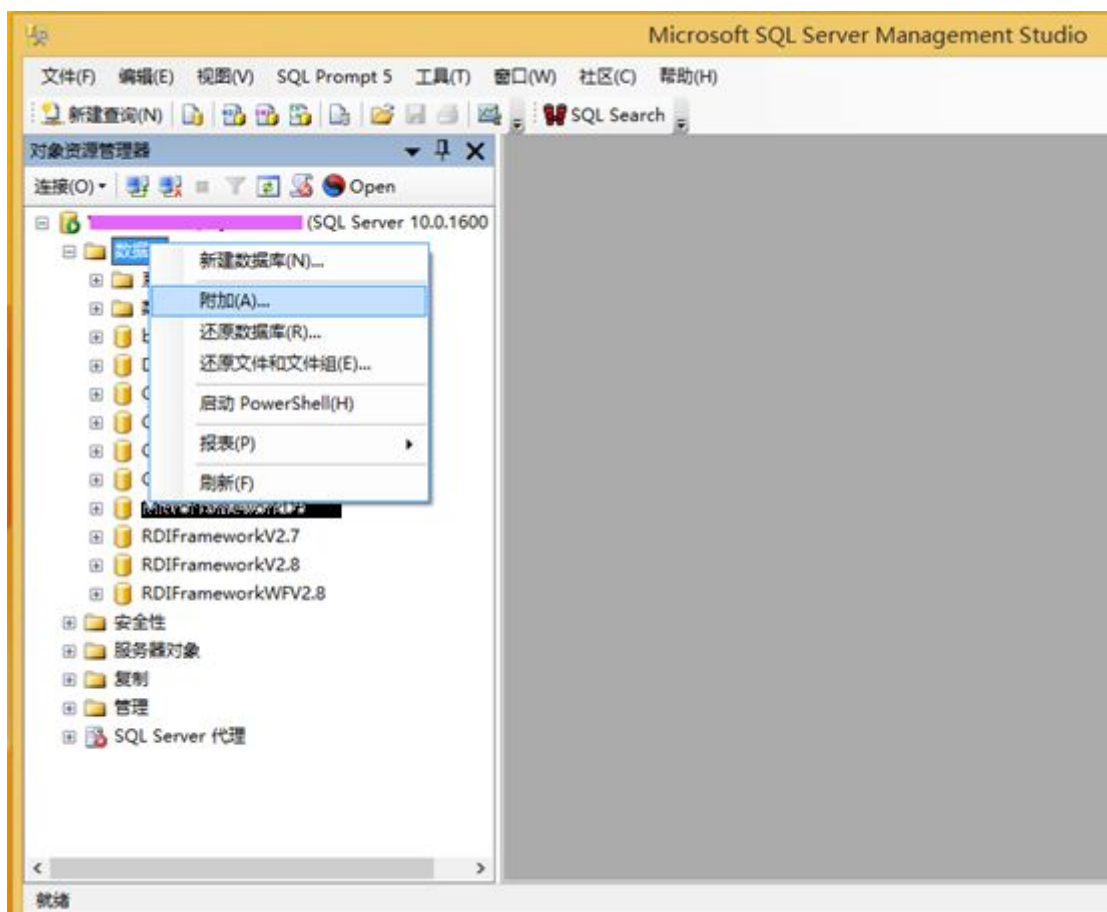 Microsoft SQL Server Management Studio
文件(F) 编辑(E) 视图(V) SQL Prompt 5 工具(T) 窗口(W) 社区(C) 帮助(H)
新建查询(N) SQL Search
对象资源管理器
连接(O) Open
(SQL Server 10.0.1600
数据
新建数据库(N)...
附加(A)...
还原数据库(R)...
还原文件和文件组(E)...
启动 PowerShell(H)
报表(P)
刷新(F)
RDIFrameworkV2.7
RDIFrameworkV2.8
RDIFrameworkWFV2.8
安全性
服务器对象
复制
管理
SQL Server 代理
就绪